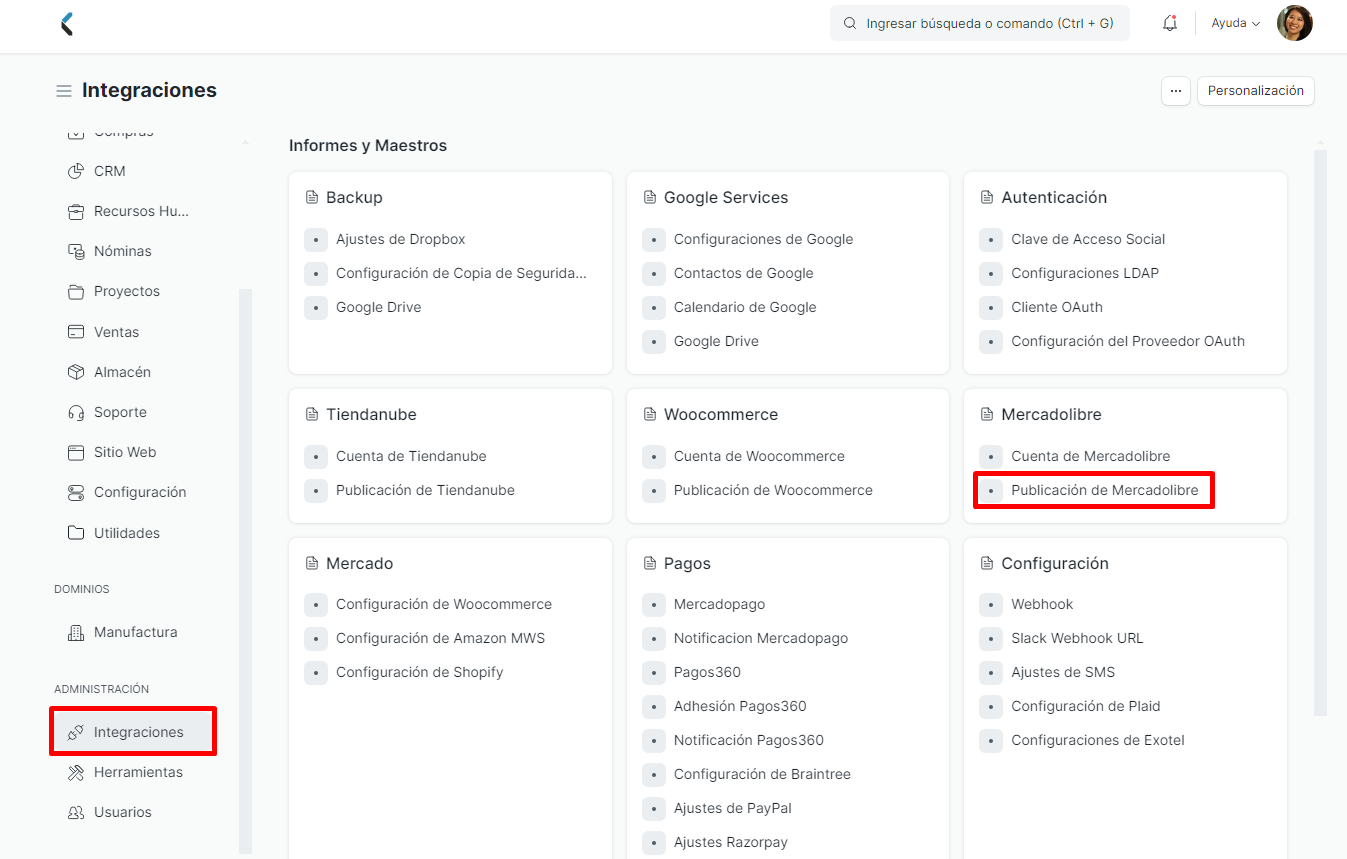 Ingresar búsqueda o comando (Ctrl + G)
Ayuda
Integraciones
...
Personalización
Compras
CRM
Recursos Hu...
Nóminas
Proyectos
Ventas
Almacén
Soporte
Sitio Web
Configuración
Utilidades
DOMINIOS
Manufactura
ADMINISTRACIÓN
Integraciones
Herramientas
Usuarios
Informes y Maestros
Backup
Ajustes de Dropbox
Configuración de Copia de Segurida...
Google Drive
Google Services
Configuraciones de Google
Contactos de Google
Calendario de Google
Google Drive
Autenticación
Clave de Acceso Social
Configuraciones LDAP
Cliente OAuth
Configuración del Proveedor OAuth
Tiendanube
Cuenta de Tiendanube
Publicación de Tiendanube
Woocommerce
Cuenta de Woocommerce
Publicación de Woocommerce
Mercadolibre
Cuenta de Mercadolibre
Publicación de Mercadolibre
Mercado
Configuración de Woocommerce
Configuración de Amazon MWS
Configuración de Shopify
Pagos
Mercadopago
Notificacion Mercadopago
Pagos360
Adhesión Pagos360
Notificación Pagos360
Configuración de Braintree
Ajustes de PayPal
Ajustes Razorpay
Configuración
Webhook
Slack Webhook URL
Ajustes de SMS
Configuración de Plaid
Configuraciones de Exotel